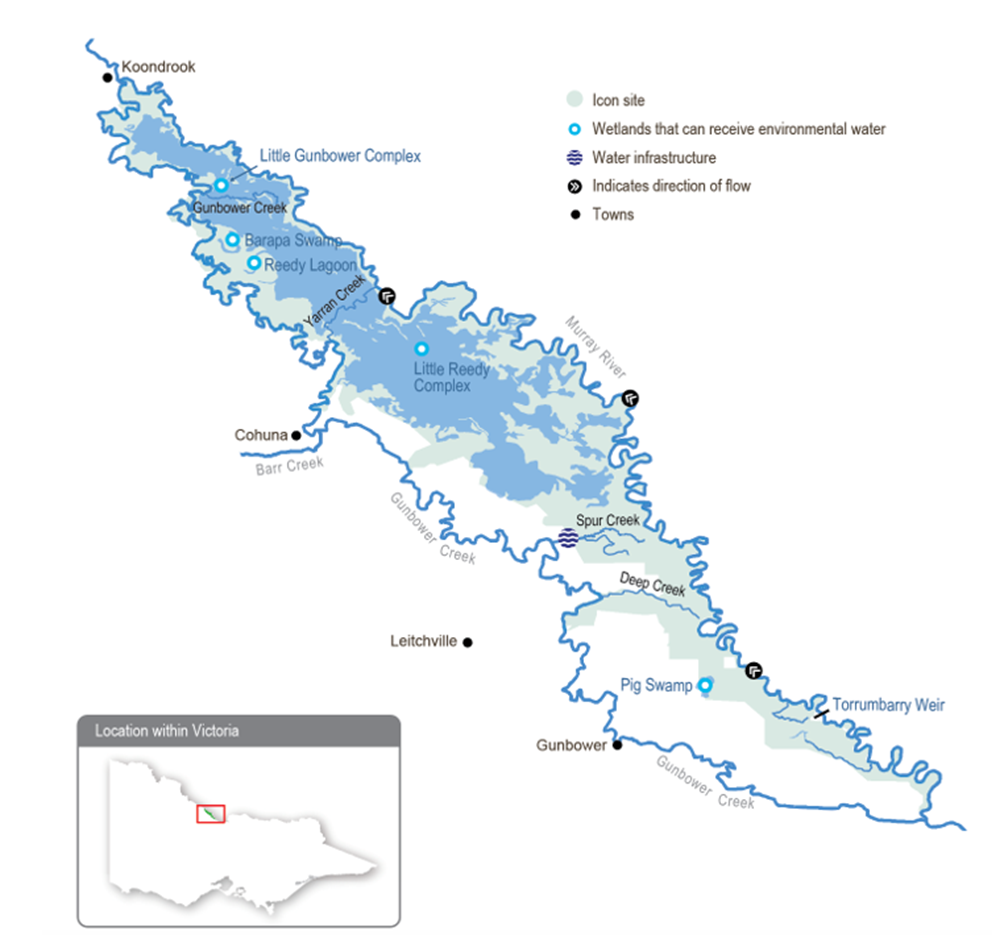 Koondrook
Icon site
Wetlands that can receive environmental water
Water infrastructure
Indicates direction of flow
Towns
Little Gunbower Complex
Gunbower Creek
Barapa Swamp
Reedy Lagoon
Yarran Creek
Murray River
Little Reedy
Complex
Cohuna
Barr Creek
Gunbower Creek
Spur Creek
Deep Creek
Leitchville
Pig Swamp
Torrumbarry Weir
Gunbower
Gunbower Creek
Location within Victoria